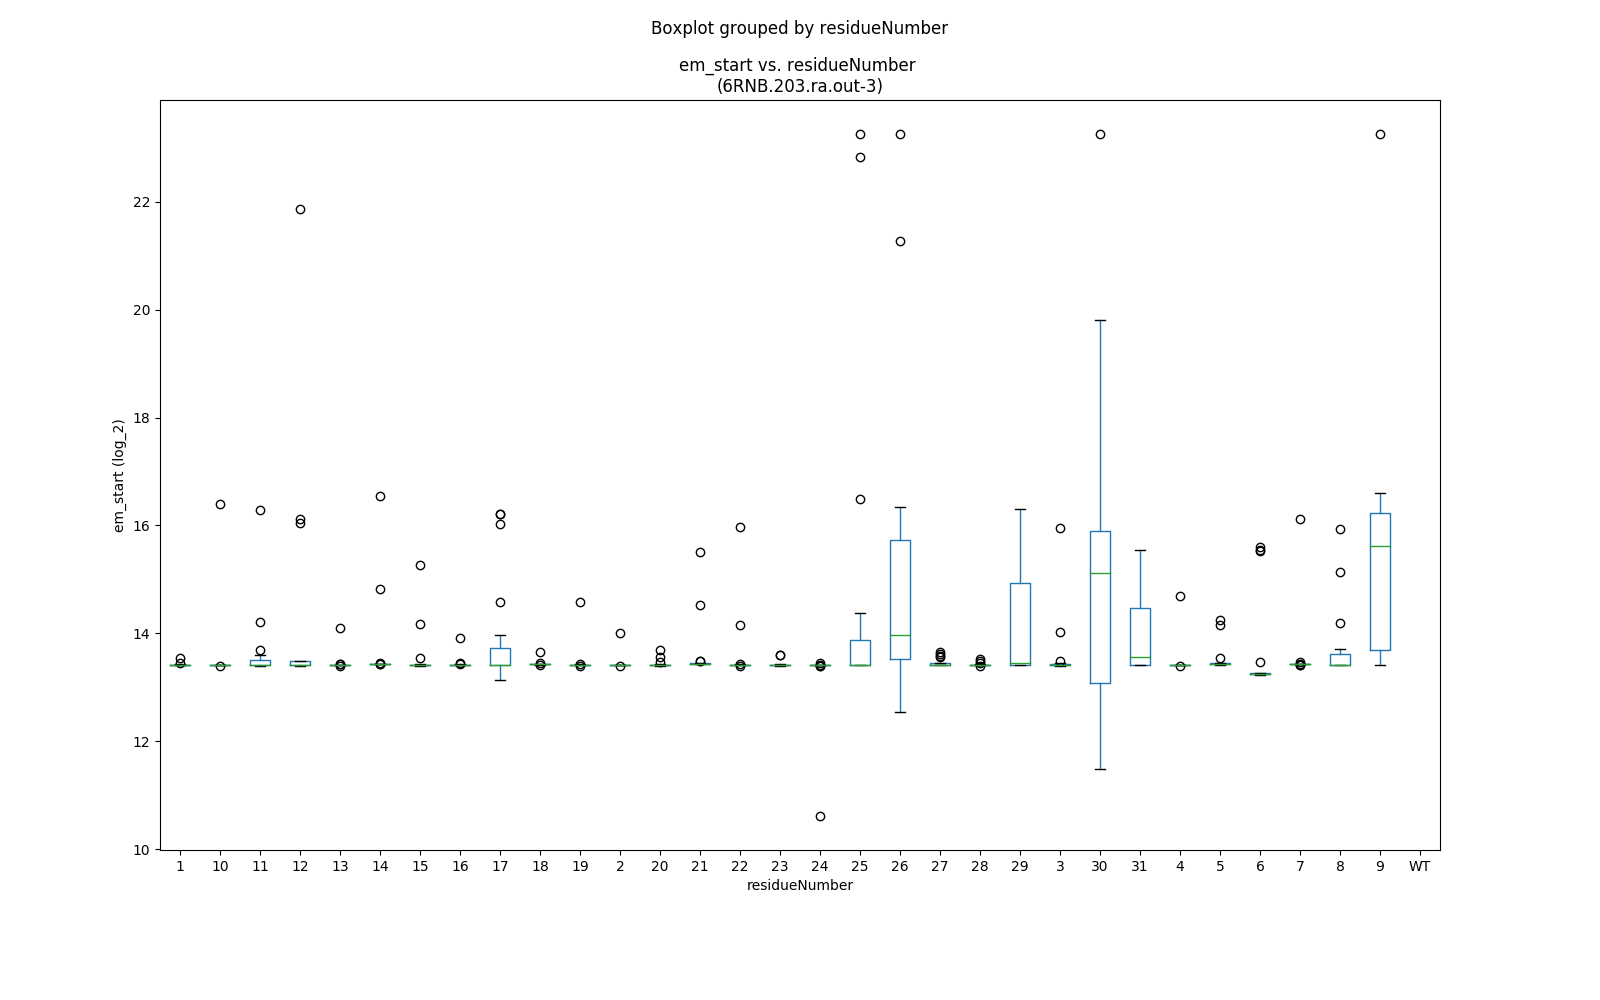 Boxplot grouped by residueNumber
em_start vs. residueNumber
(6RNB.203.ra.out-3)
22
20
18
16
14
12
10
em_start (log_2)
1 10 11 12 13 14 15 16 17 18 19 2 20 21 22 23 24 25 26 27 28 29 3 30 31 4 5 6 7 8 9 WT
residueNumber